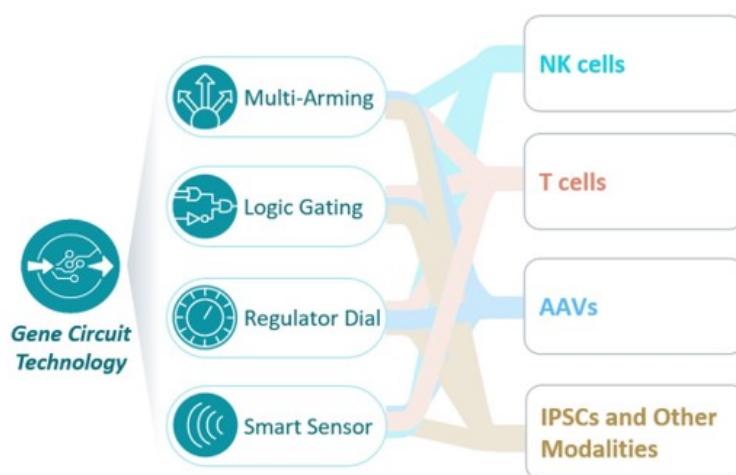 Multi-Arming
Logic Gating
Regulator Dial
Smart Sensor
Gene Circuit
Technology
NK cells
T cells
AAVs
IPSCs and Other
Modalities